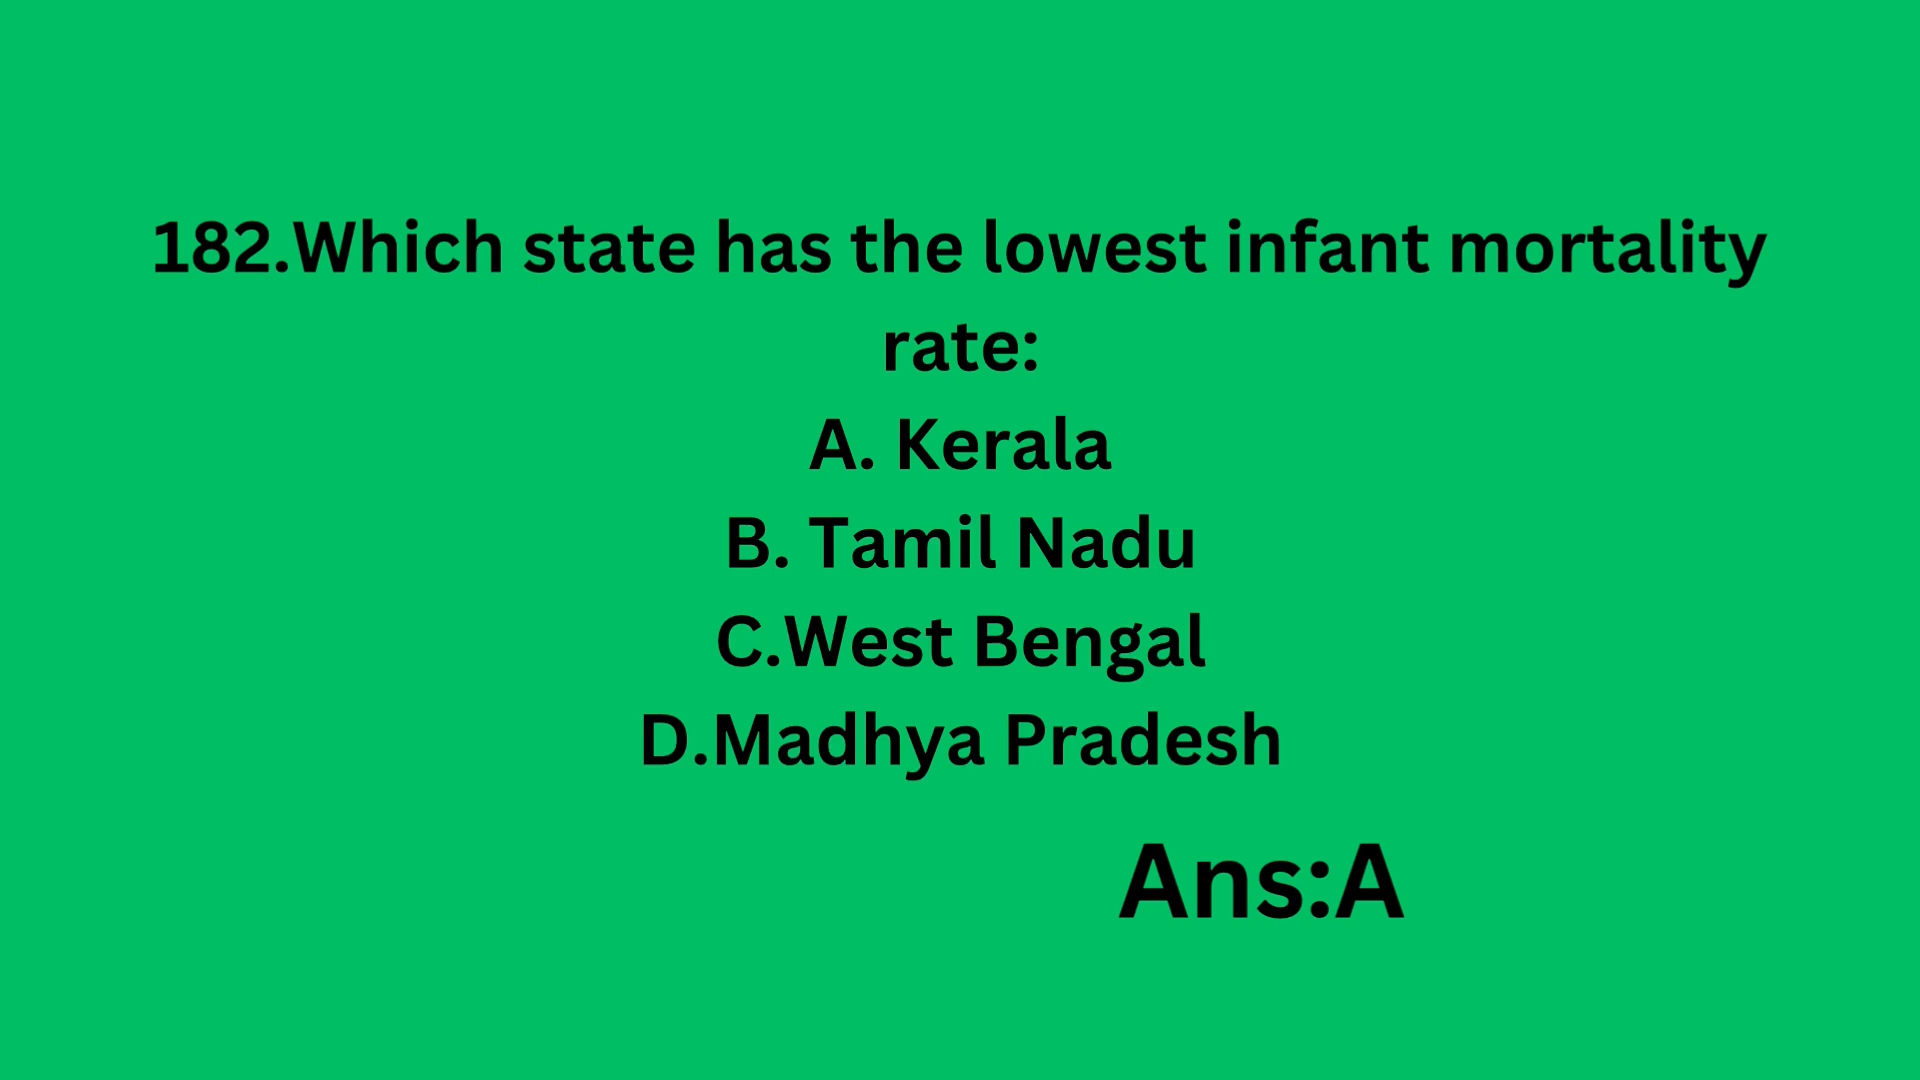 182.Which state has the lowest infant mortality
rate:
A. Kerala
B. Tamil Nadu
C.West Bengal
D.Madhya Pradesh
Ans:A